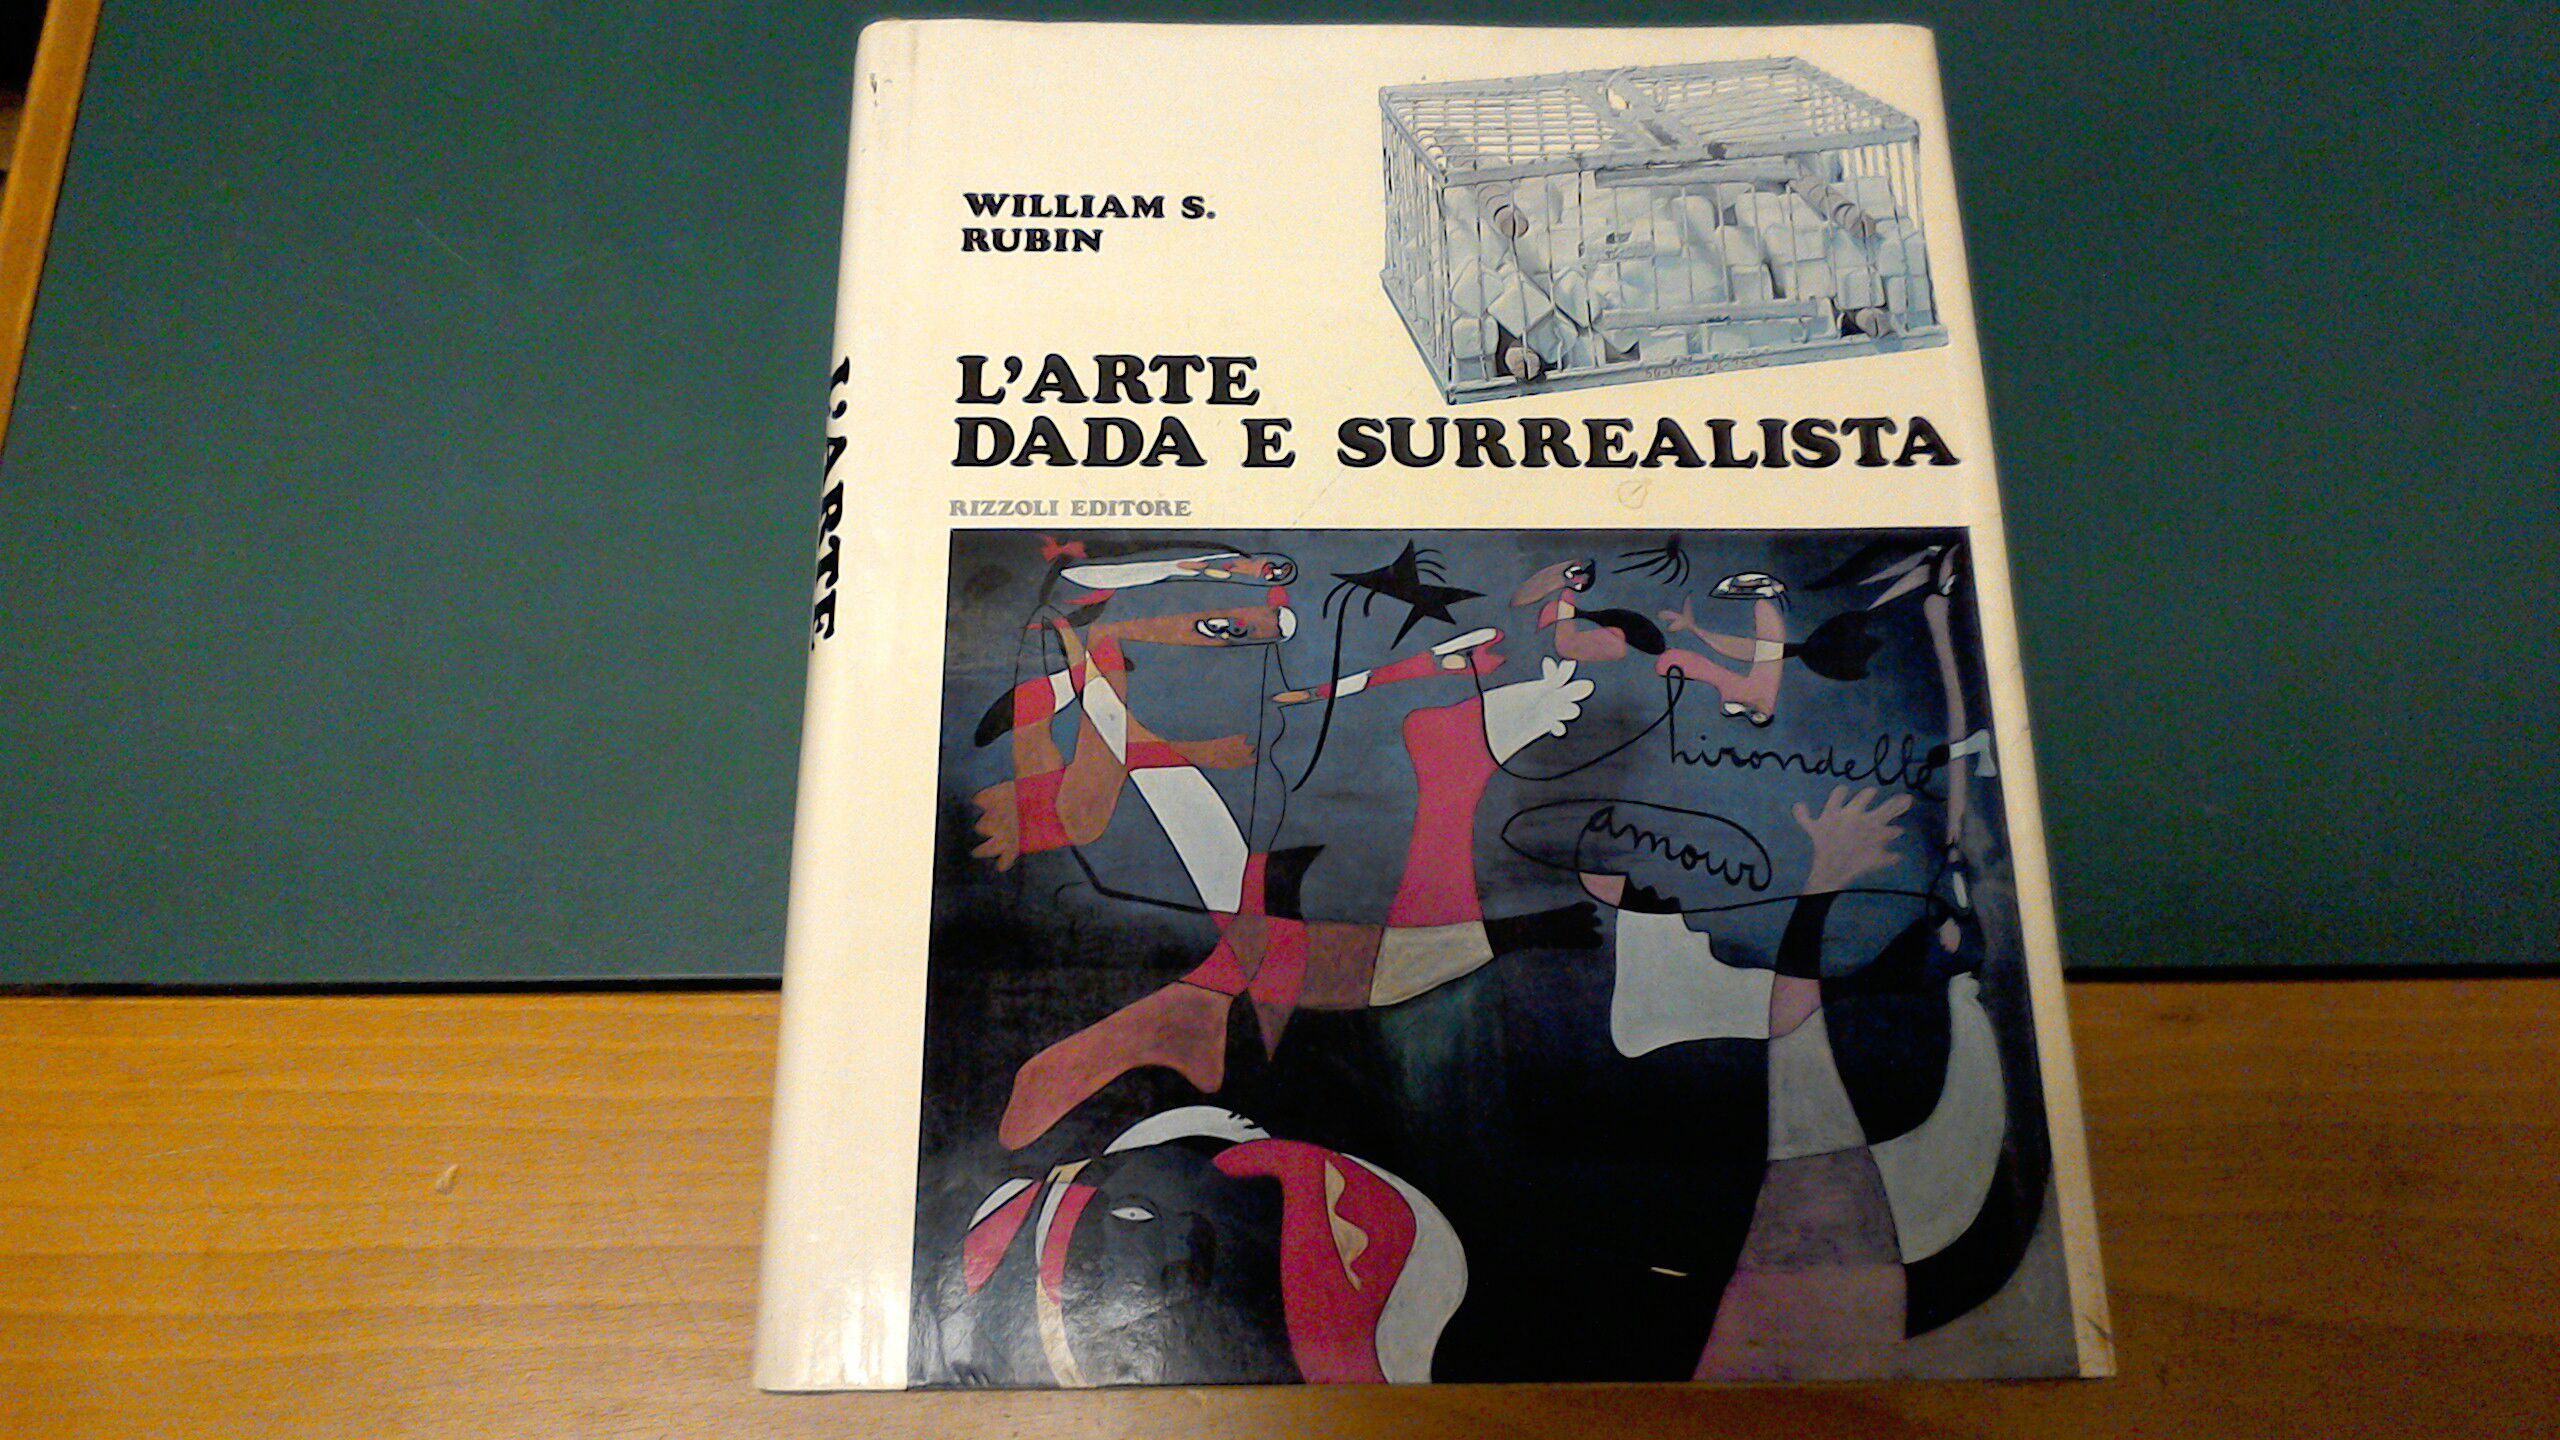 WILLIAM S.
RUBIN
L'ARTE
DADA E SURREALISTA
RIZZOLI EDITORE
hirondelle
amour
L'ARTE